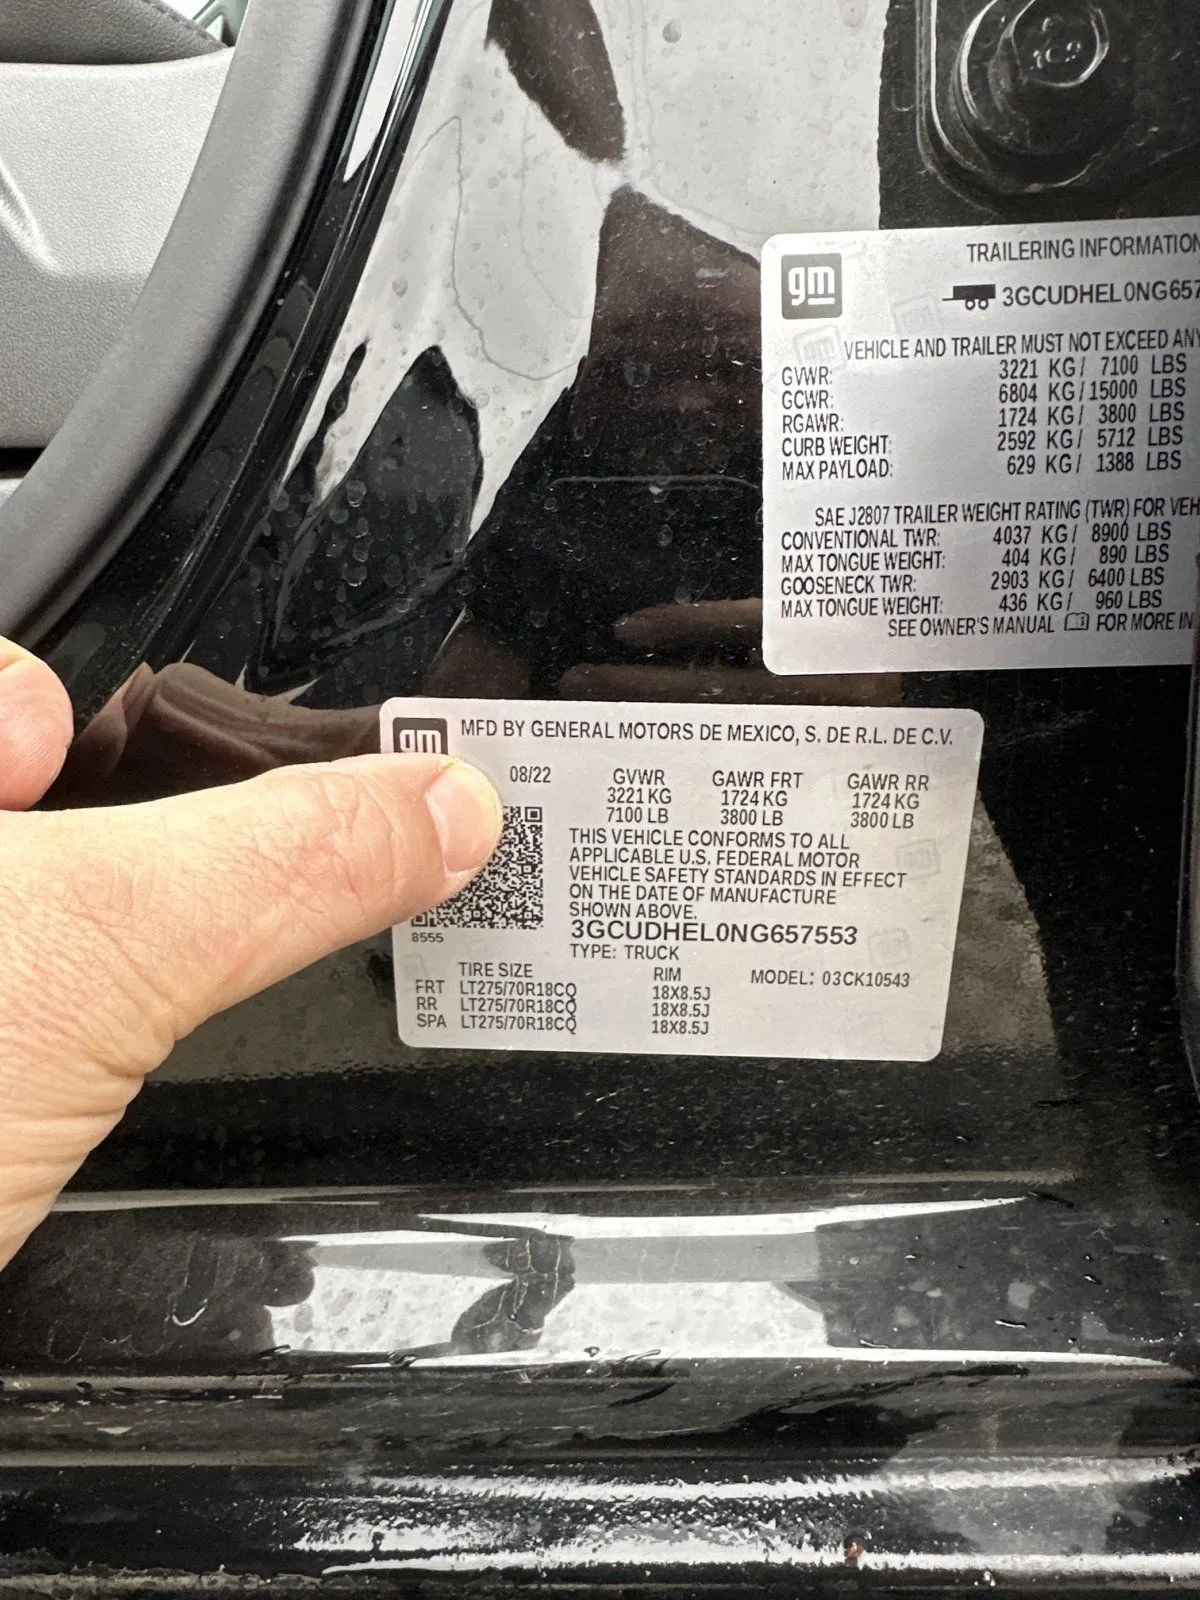 gm
TRAILERING INFORMATION
3GCUDHEL0NG657
VEHICLE AND TRAILER MUST NOT EXCEED ANY
GVWR: 3221 KG/ 7100 LBS
GCWR: 6804 KG/15000 LBS
RGAWR: 1724 KG/ 3800 LBS
CURB WEIGHT: 2592 KG/ 5712 LBS
MAX PAYLOAD: 629 KG/ 1388 LBS
SAE J2807 TRAILER WEIGHT RATING (TWR) FOR VEH
CONVENTIONAL TWR: 4037 KG/ 8900 LBS
MAX TONGUE WEIGHT: 404 KG/ 890 LBS
GOOSENECK TWR: 2903 KG/ 6400 LBS
MAX TONGUE WEIGHT: 436 KG/ 960 LBS
SEE OWNER'S MANUAL FOR MORE IN
gm
MFD BY GENERAL MOTORS DE MEXICO, S. DE R.L. DE C.V.
08/22 GVWR GAWR FRT GAWR RR
3221 KG 1724 KG 1724 KG
7100 LB 3800 LB 3800 LB
THIS VEHICLE CONFORMS TO ALL
APPLICABLE U.S. FEDERAL MOTOR
VEHICLE SAFETY STANDARDS IN EFFECT
ON THE DATE OF MANUFACTURE
SHOWN ABOVE.
8555
3GCUDHEL0NG657553
TYPE: TRUCK
TIRE SIZE RIM MODEL: 03CK10543
FRT LT275/70R18CQ 18X8.5J
RR LT275/70R18CQ 18X8.5J
SPA LT275/70R18CQ 18X8.5J